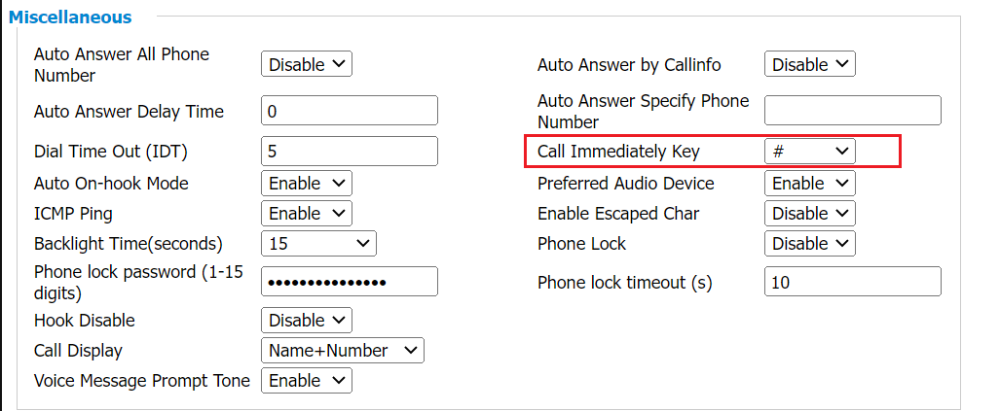 Miscellaneous
Auto Answer All Phone
Number
Disable
Auto Answer by Callinfo
Disable
Auto Answer Delay Time
0
Auto Answer Specify Phone
Number
Dial Time Out (IDT)
5
Call Immediately Key
#
Auto On-hook Mode
Enable
Preferred Audio Device
Enable
ICMP Ping
Enable
Enable Escaped Char
Disable
Backlight Time(seconds)
15
Phone Lock
Disable
Phone lock password (1-15
digits)
•••••••••••••••
Phone lock timeout (s)
10
Hook Disable
Disable
Call Display
Name+Number
Voice Message Prompt Tone
Enable